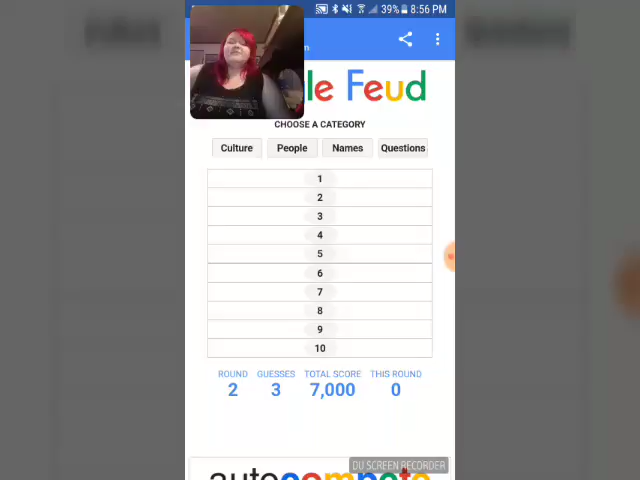 39% 8:56 PM
le Feud
CHOOSE A CATEGORY
Culture People Names Questions
1
2
3
4
5
6
7
8
9
10
ROUND GUESSES TOTAL SCORE THIS ROUND
2 3 7,000 0
DU SCREEN RECORDER